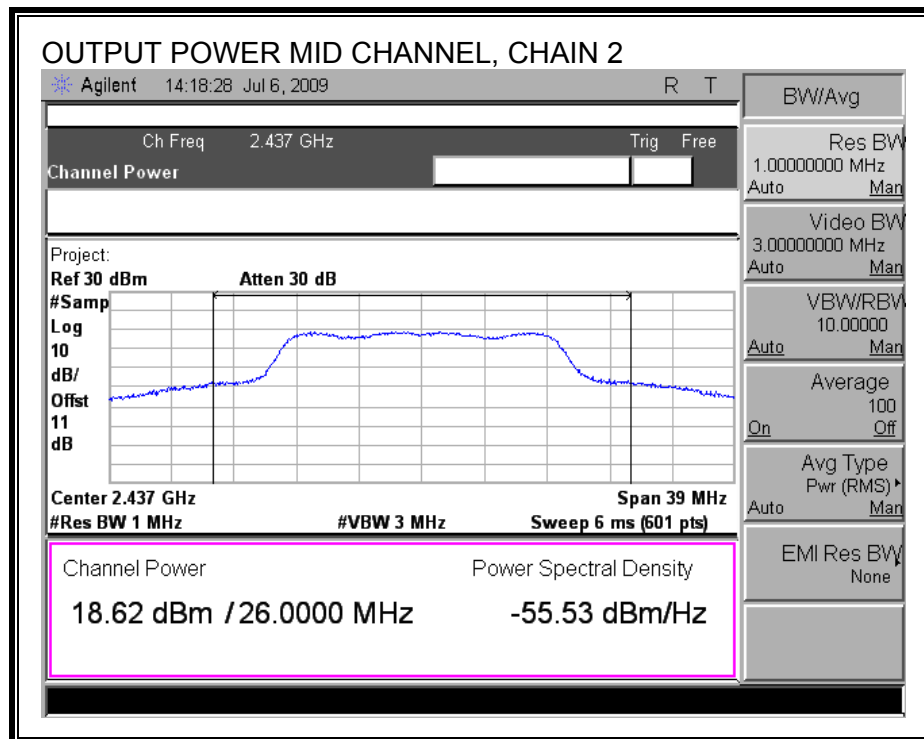 OUTPUT POWER MID CHANNEL, CHAIN 2
Agilent 14:18:28 Jul 6, 2009 R T
Ch Freq 2.437 GHz Trig Free
Channel Power
Project:
Ref 30 dBm Atten 30 dB
#Samp
Log
10
dB/
Offst
11
dB
Center 2.437 GHz Span 39 MHz
#Res BW 1 MHz #VBW 3 MHz Sweep 6 ms (601 pts)
Channel Power Power Spectral Density
18.62 dBm / 26.0000 MHz -55.53 dBm/Hz
BW/Avg
Res BW
1.00000000 MHz
Auto Man
Video BW
3.00000000 MHz
Auto Man
VBW/RBW
10.00000
Auto Man
Average
100
On Off
Avg Type
Pwr (RMS)
Auto Man
EMI Res BW
None